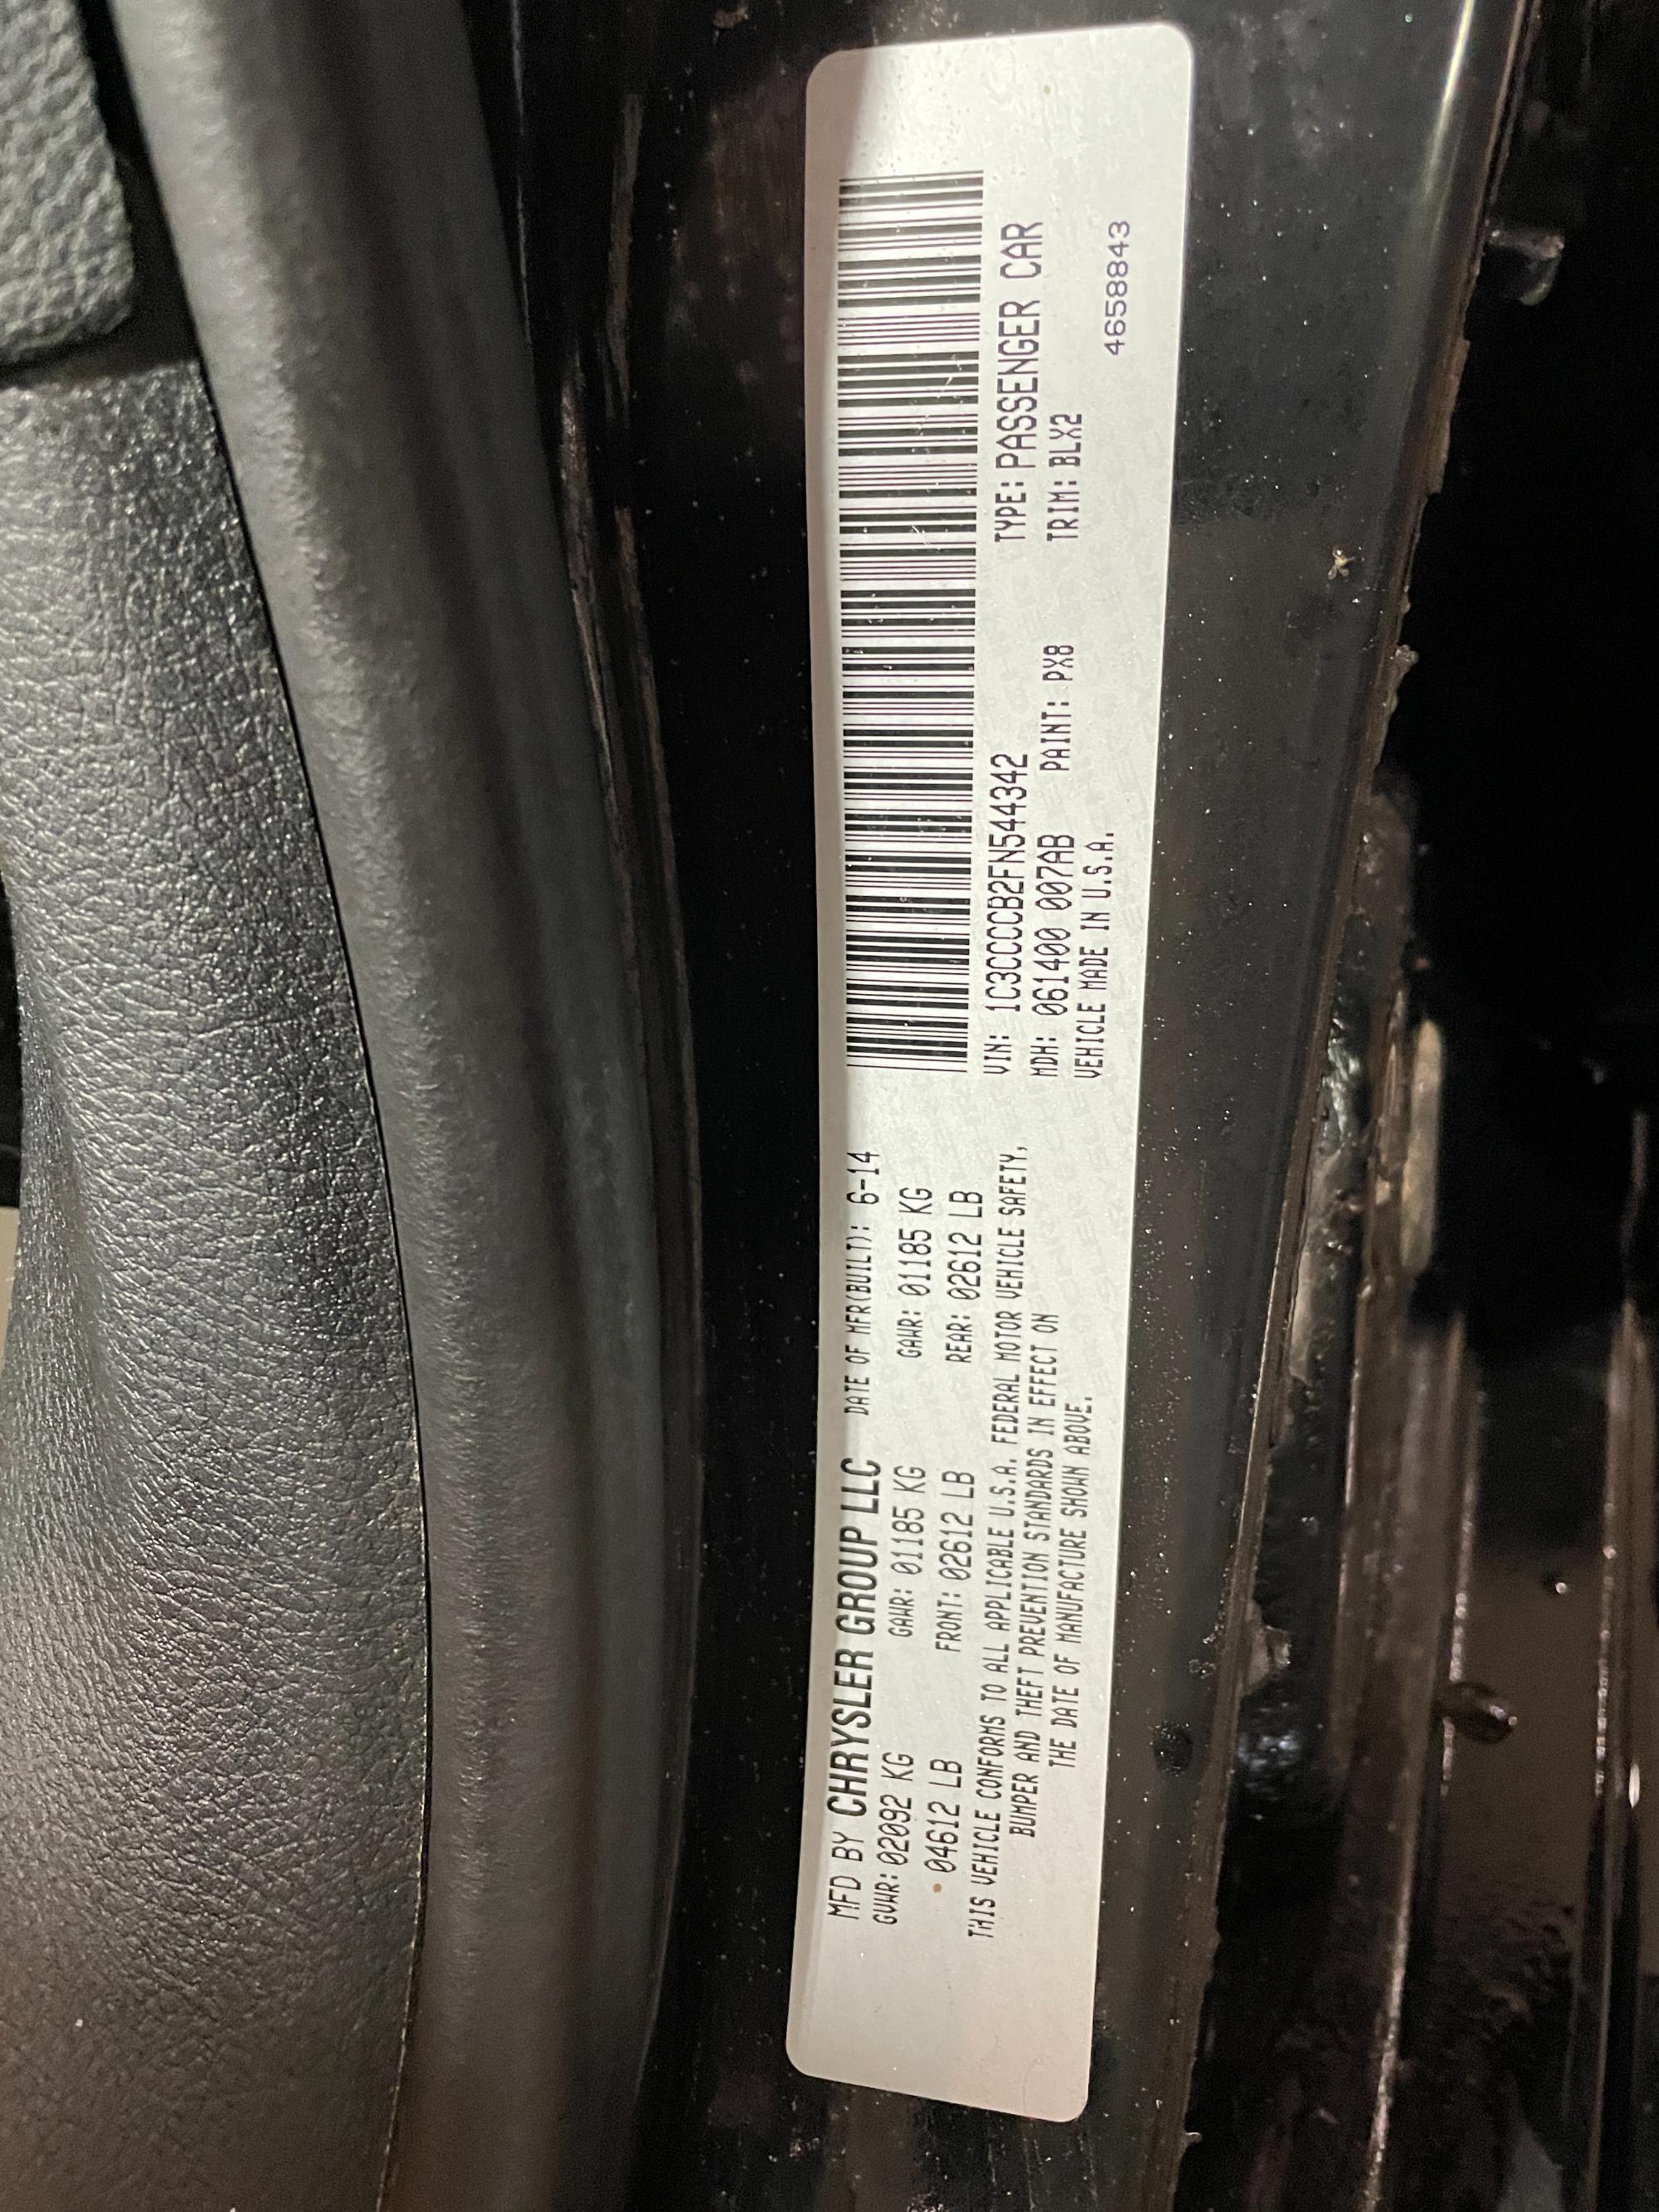 MFD BY CHRYSLER GROUP LLC DATE OF MFR(BUILT): 6-14
GVWR: 02092 KG GAWR: 01185 KG GAWR: 01185 KG
04612 LB FRONT: 02612 LB REAR: 02612 LB
THIS VEHICLE CONFORMS TO ALL APPLICABLE U.S.A. FEDERAL MOTOR VEHICLE SAFETY,
BUMPER AND THEFT PREVENTION STANDARDS IN EFFECT ON
THE DATE OF MANUFACTURE SHOWN ABOVE.
VIN: 1C3CCCCB2FN544342 TYPE: PASSENGER CAR
MDH: 061400 007AB PAINT: PX8 TRIM: BLX2
VEHICLE MADE IN U.S.A.
4658843